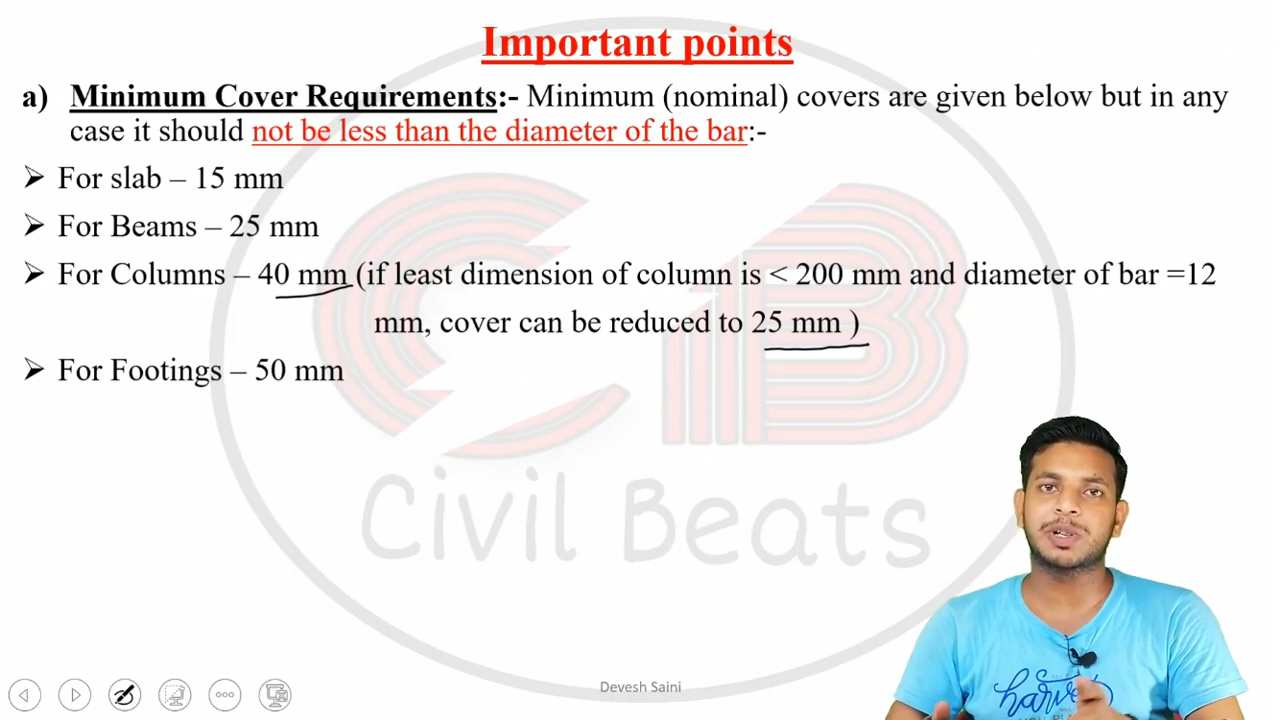 Important points
a) Minimum Cover Requirements:- Minimum (nominal) covers are given below but in any
case it should not be less than the diameter of the bar:-
➢ For slab – 15 mm
➢ For Beams – 25 mm
➢ For Columns – 40 mm (if least dimension of column is < 200 mm and diameter of bar =12
mm, cover can be reduced to 25 mm )
➢ For Footings – 50 mm
CB
Civil Beats
Devesh Saini